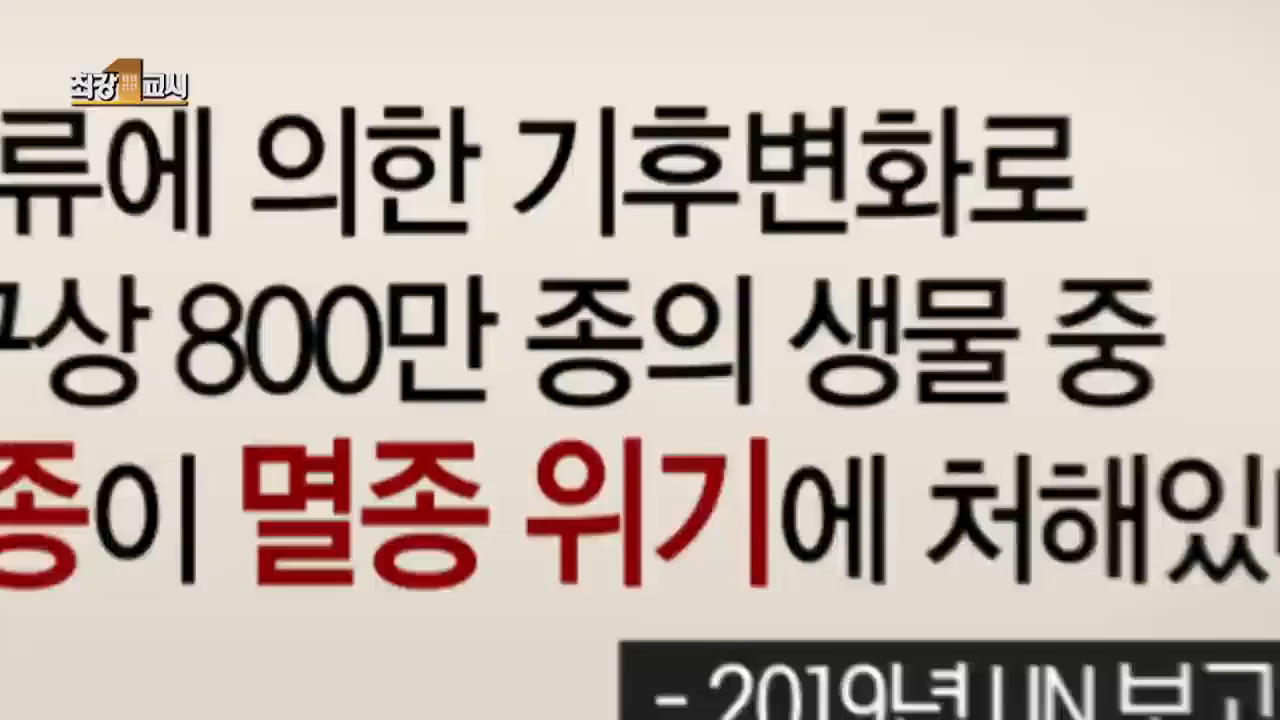 최강1교시
류에 의한 기후변화로
구상 800만 종의 생물 중
종이 멸종 위기에 처해있
- 2019년 UN 보고